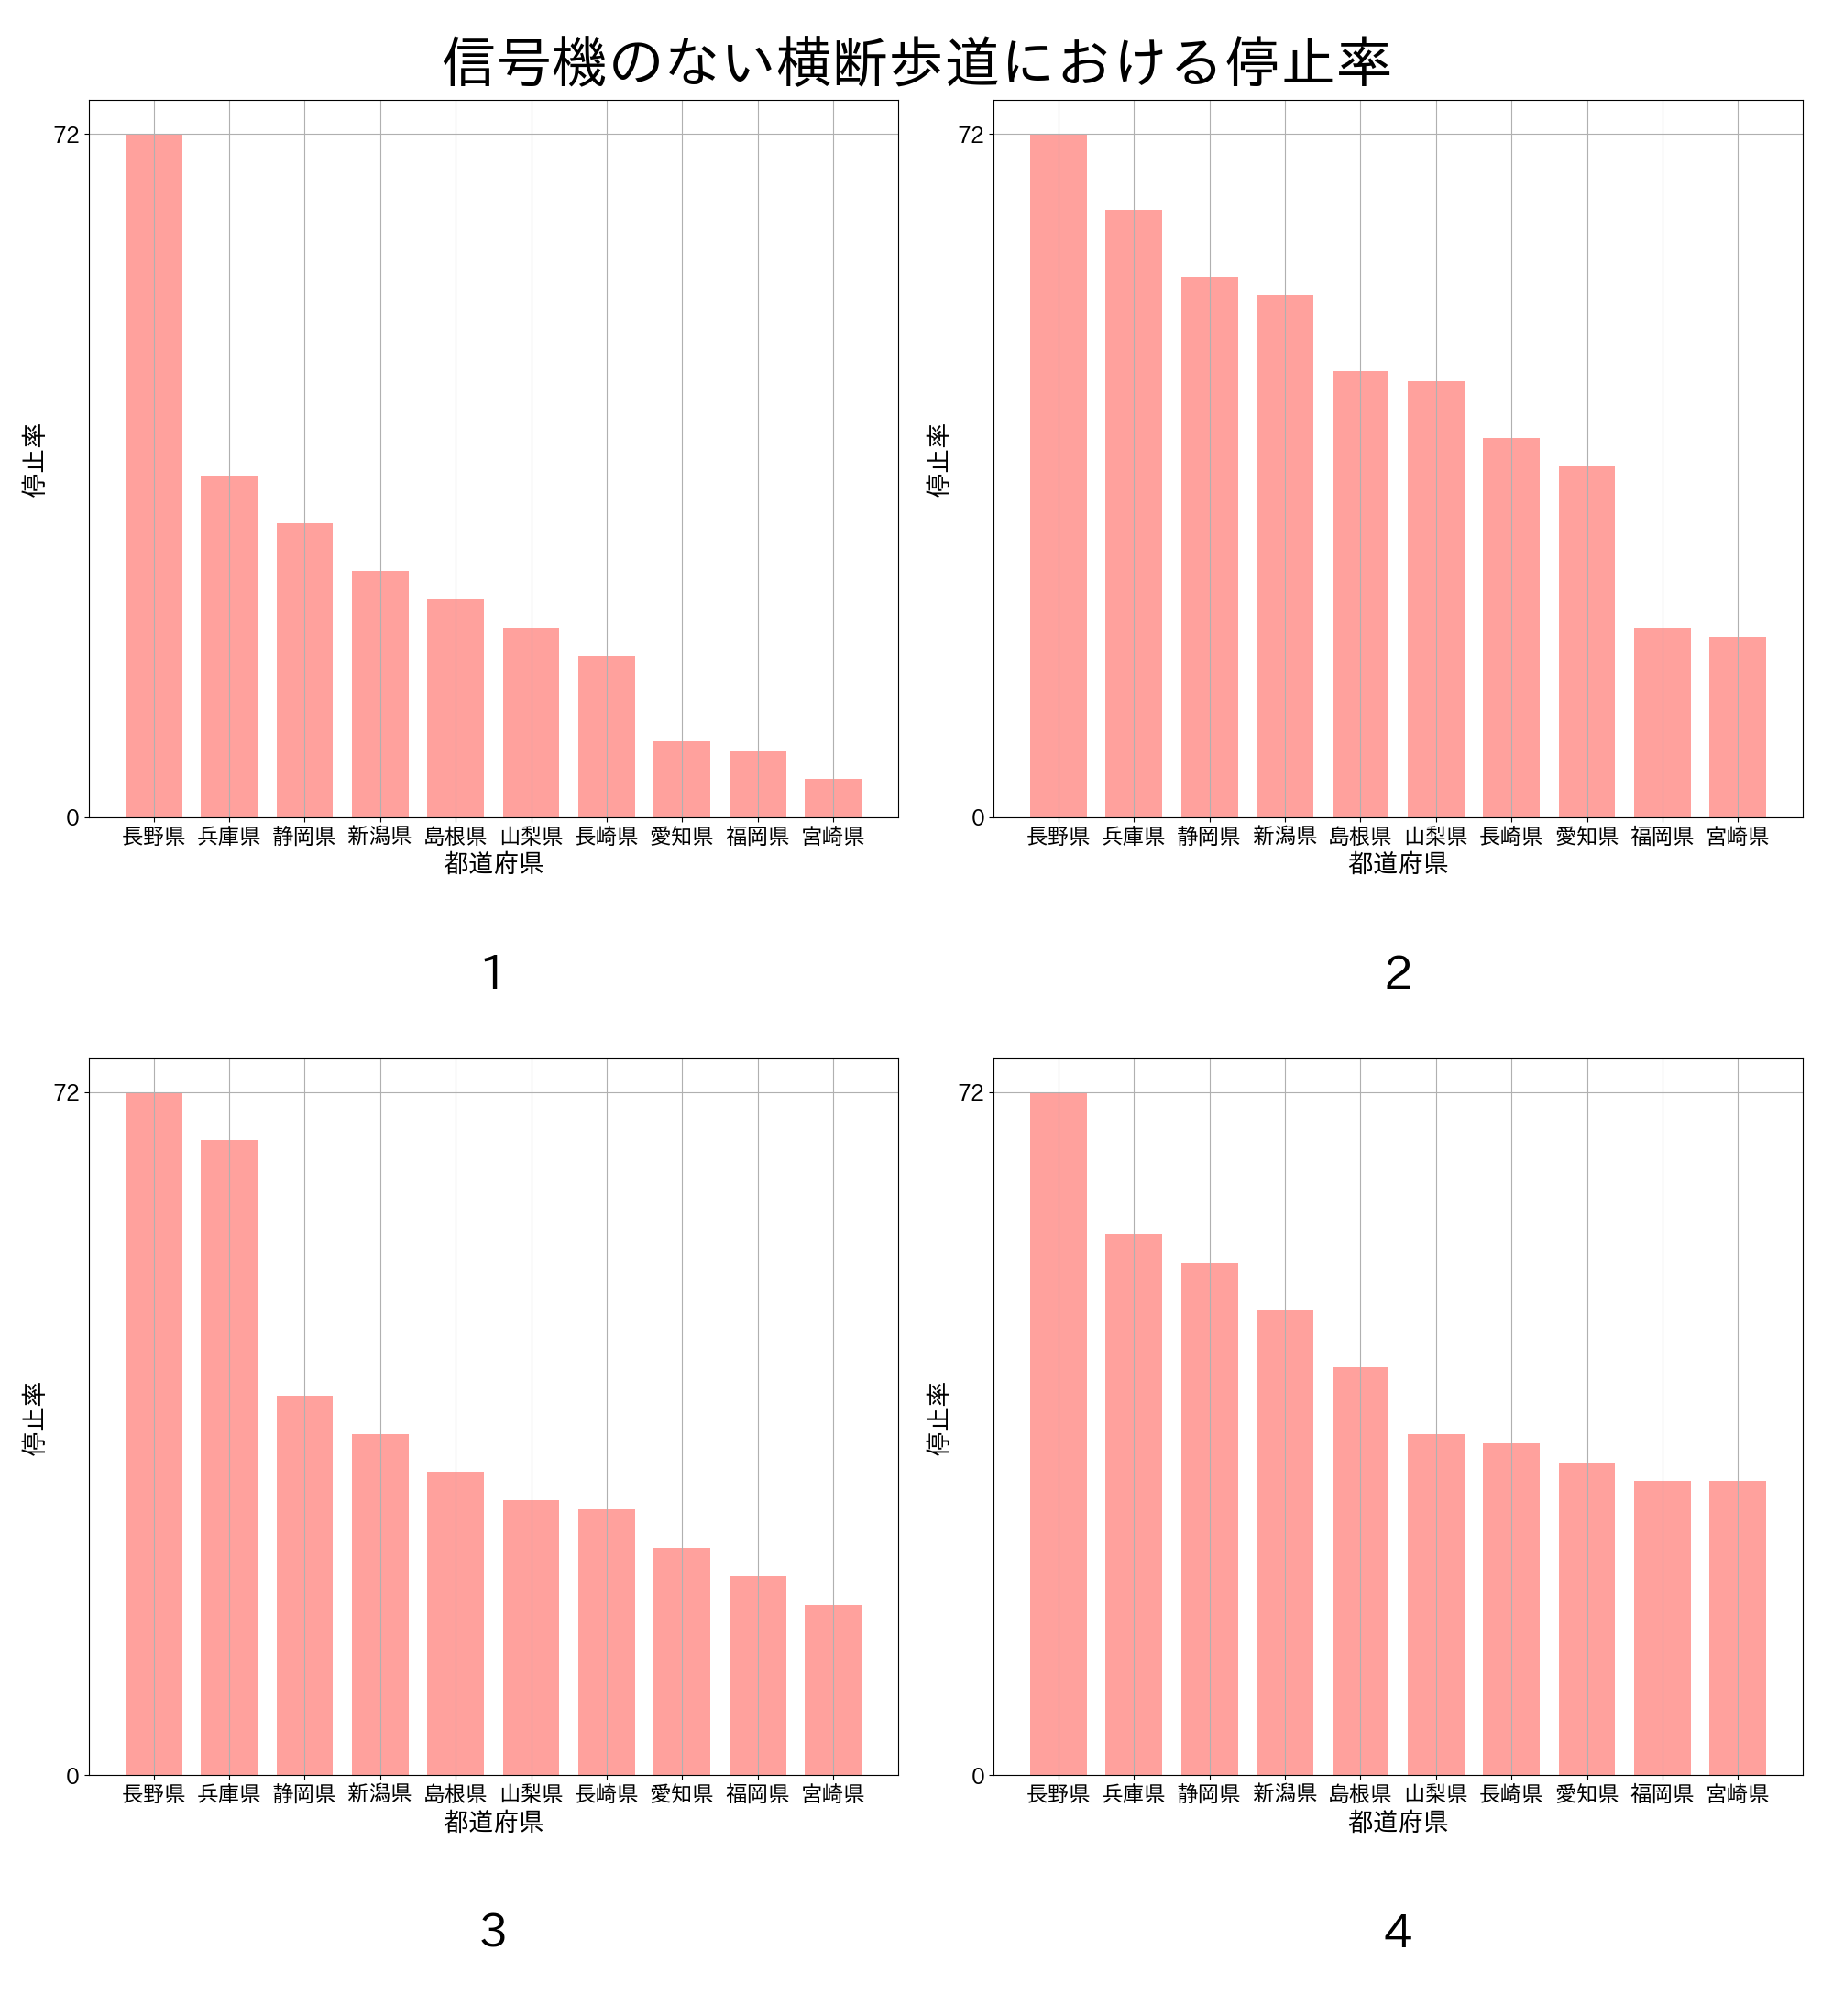 信号機のない横断歩道における停止率
72
0
停止率
長野県 兵庫県 静岡県 新潟県 島根県 山梨県 長崎県 愛知県 福岡県 宮崎県
都道府県
1
72
0
停止率
長野県 兵庫県 静岡県 新潟県 島根県 山梨県 長崎県 愛知県 福岡県 宮崎県
都道府県
2
72
0
停止率
長野県 兵庫県 静岡県 新潟県 島根県 山梨県 長崎県 愛知県 福岡県 宮崎県
都道府県
3
72
0
停止率
長野県 兵庫県 静岡県 新潟県 島根県 山梨県 長崎県 愛知県 福岡県 宮崎県
都道府県
4